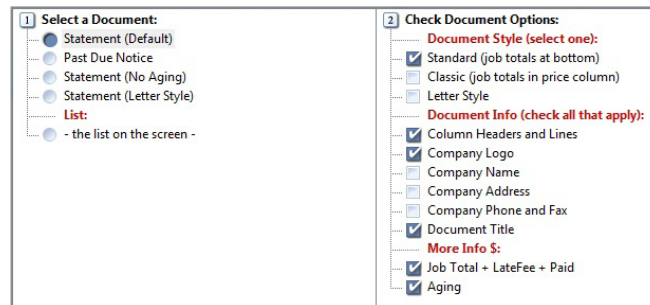 1 Select a Document:
Statement (Default)
Past Due Notice
Statement (No Aging)
Statement (Letter Style)
List:
- the list on the screen -
2 Check Document Options:
Document Style (select one):
Standard (job totals at bottom)
Classic (job totals in price column)
Letter Style
Document Info (check all that apply):
Column Headers and Lines
Company Logo
Company Name
Company Address
Company Phone and Fax
Document Title
More Info $:
Job Total + LateFee + Paid
Aging